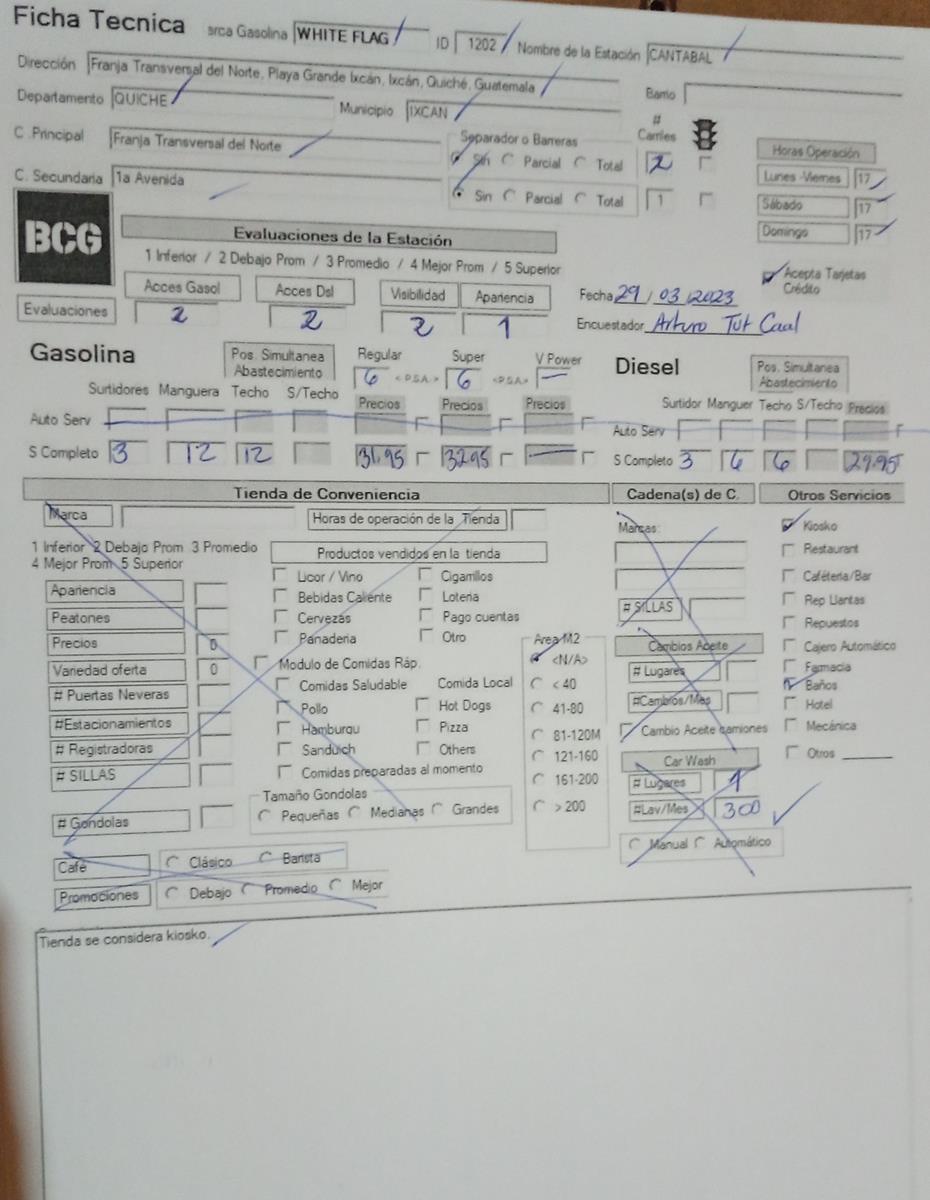 Ficha Tecnica arca Gasolina WHITE FLAG ID 1202 Nombre de la Estación CANTABAL
Dirección Franja Transversal del Norte, Playa Grande Ixcán, Ixcán, Quiché, Guatemala Barrio
Departamento QUICHE Municipio IXCAN
C. Principal Franja Transversal del Norte Separador o Barreras # Carriles
Sin Parcial Total 2
C. Secundaria 1a Avenida Sin Parcial Total 1
Horas Operación
Lunes -Viernes 17
Sábado 17
Domingo 17
BCG
Evaluaciones de la Estación
1 Inferior / 2 Debajo Prom / 3 Promedio / 4 Mejor Prom / 5 Superior
Acepta Tarjetas Crédito
Acces Gasol Acces Dsl Visibilidad Apariencia
Evaluaciones 2 2 2 1
Fecha 29/03/2023
Encuestador Arturo Tut Caal
Gasolina Pos. Simultanea Abastecimiento Regular Super V Power
6 <P.S.A.> 6 <P.S.A.> —
Surtidores Manguera Techo S/Techo Precios Precios Precios
Auto Serv
S Completo 3 12 12 31.95 32.95 —
Diesel Pos. Simultanea Abastecimiento
Surtidor Manguer Techo S/Techo Precios
Auto Serv
S Completo 3 6 6 29.95
Tienda de Conveniencia
Marca Horas de operación de la Tienda
1 Inferior 2 Debajo Prom 3 Promedio
4 Mejor Prom 5 Superior
Apariencia
Peatones
Precios 0
Variedad oferta 0
# Puertas Neveras
#Estacionamientos
# Registradoras
# SILLAS
# Gondolas
Productos vendidos en la tienda
Licor / Vino Cigarrillos
Bebidas Caliente Loteria
Cervezas Pago cuentas
Panaderia Otro
Modulo de Comidas Ráp.
Comidas Saludable Comida Local
Pollo Hot Dogs
Hamburqu Pizza
Sandwich Others
Comidas preparadas al momento
Tamaño Gondolas
Pequeñas Medianas Grandes
Area M2
<N/A>
< 40
41-80
81-120M
121-160
161-200
> 200
Café Clásico Barista
Promociones Debajo Promedio Mejor
Cadena(s) de C.
Marcas:
# SILLAS
Cambios Aceite
# Lugares
#Cambios/Mes
Cambio Aceite camiones
Car Wash
# Lugares 1
#Lav/Mes 300
Manual Automático
Otros Servicios
Kiosko
Restaurant
Cafétería/Bar
Rep Llantas
Repuestos
Cajero Automático
Farmacia
Baños
Hotel
Mecánica
Otros
Tienda se considera kiosko.